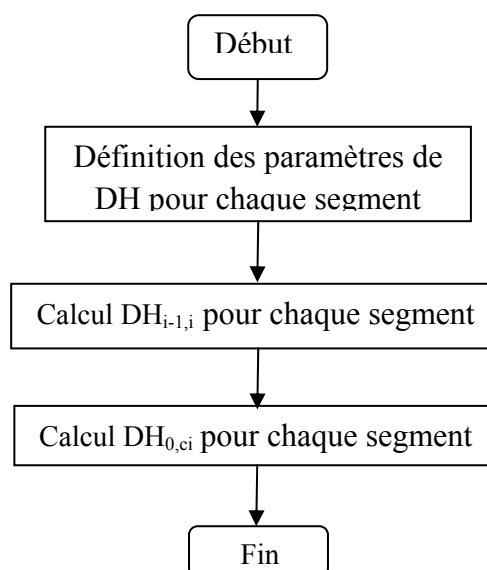 Début
Définition des paramètres de
DH pour chaque segment
Calcul DHi-1,i pour chaque segment
Calcul DH0,ci pour chaque segment
Fin